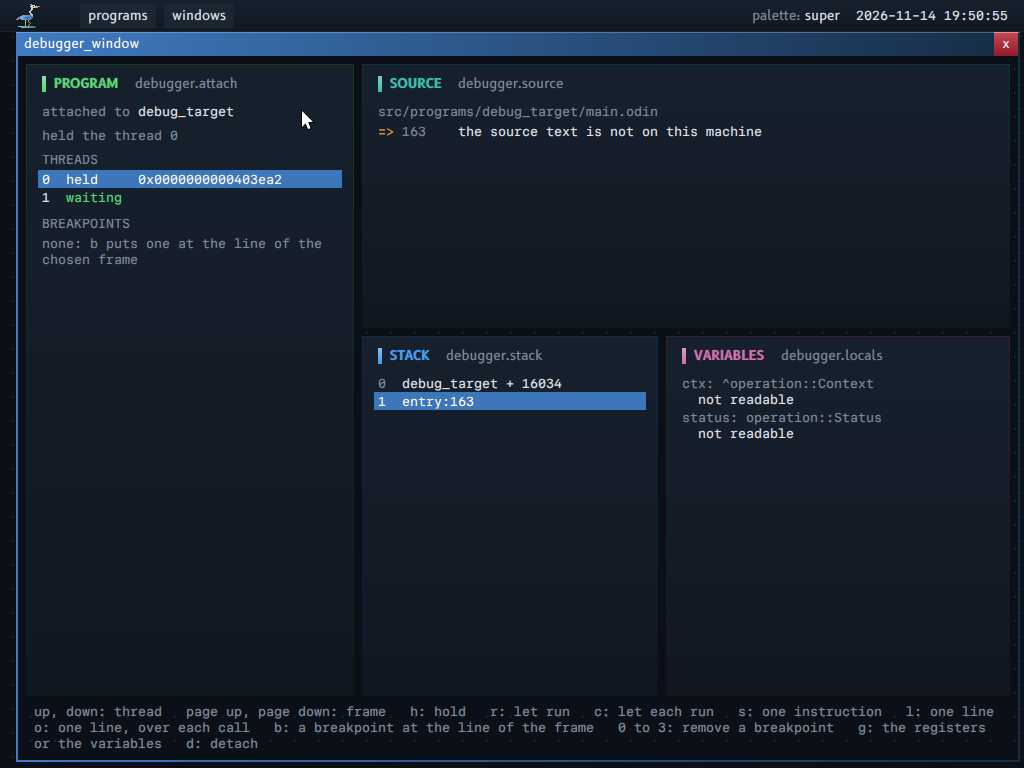 programs windows palette: super 2026-11-14 19:50:55
debugger_window x
PROGRAM debugger.attach
attached to debug_target
held the thread 0
THREADS
0 held 0x0000000000403ea2
1 waiting
BREAKPOINTS
none: b puts one at the line of the
chosen frame
SOURCE debugger.source
src/programs/debug_target/main.odin
=> 163 the source text is not on this machine
STACK debugger.stack
0 debug_target + 16034
1 entry:163
VARIABLES debugger.locals
ctx: ^operation::Context
not readable
status: operation::Status
not readable
up, down: thread page up, page down: frame h: hold r: let run c: let each run s: one instruction l: one line
o: one line, over each call b: a breakpoint at the line of the frame 0 to 3: remove a breakpoint g: the registers
or the variables d: detach